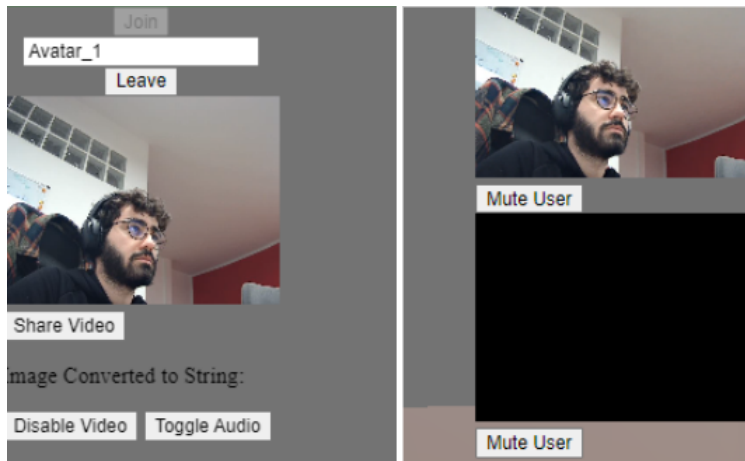 Join
Avatar_1
Leave
Share Video
Image Converted to String:
Disable Video Toggle Audio
Mute User
Mute User